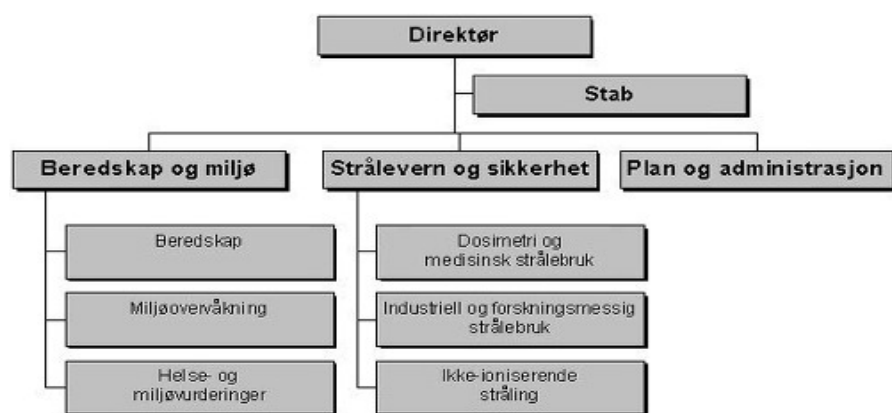 Direktør
Stab
Beredskap og miljø
Strålevern og sikkerhet
Plan og administrasjon
Beredskap
Miljøovervåkning
Helse- og
miljøvurderinger
Dosimetri og
medisinsk strålebruk
Industriell og forskningsmessig
strålebruk
Ikke-ioniserende
stråling